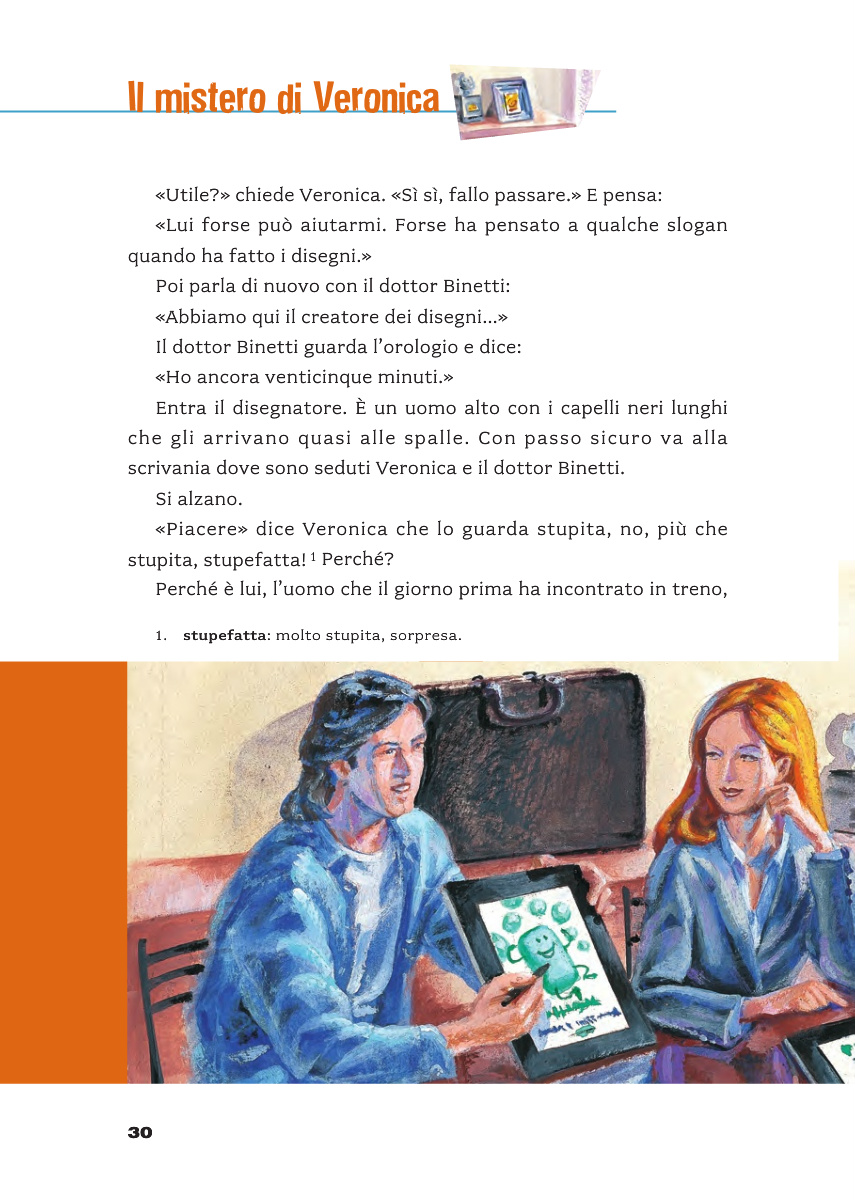 Il mistero di Veronica
«Utile?» chiede Veronica. «Sì sì, fallo passare.» E pensa:
«Lui forse può aiutarmi. Forse ha pensato a qualche slogan
quando ha fatto i disegni.»
Poi parla di nuovo con il dottor Binetti:
«Abbiamo qui il creatore dei disegni...»
Il dottor Binetti guarda l'orologio e dice:
«Ho ancora venticinque minuti.»
Entra il disegnatore. È un uomo alto con i capelli neri lunghi
che gli arrivano quasi alle spalle. Con passo sicuro va alla
scrivania dove sono seduti Veronica e il dottor Binetti.
Si alzano.
«Piacere» dice Veronica che lo guarda stupita, no, più che
stupita, stupefatta! 1 Perché?
Perché è lui, l'uomo che il giorno prima ha incontrato in treno,
1. stupefatta: molto stupita, sorpresa.
30